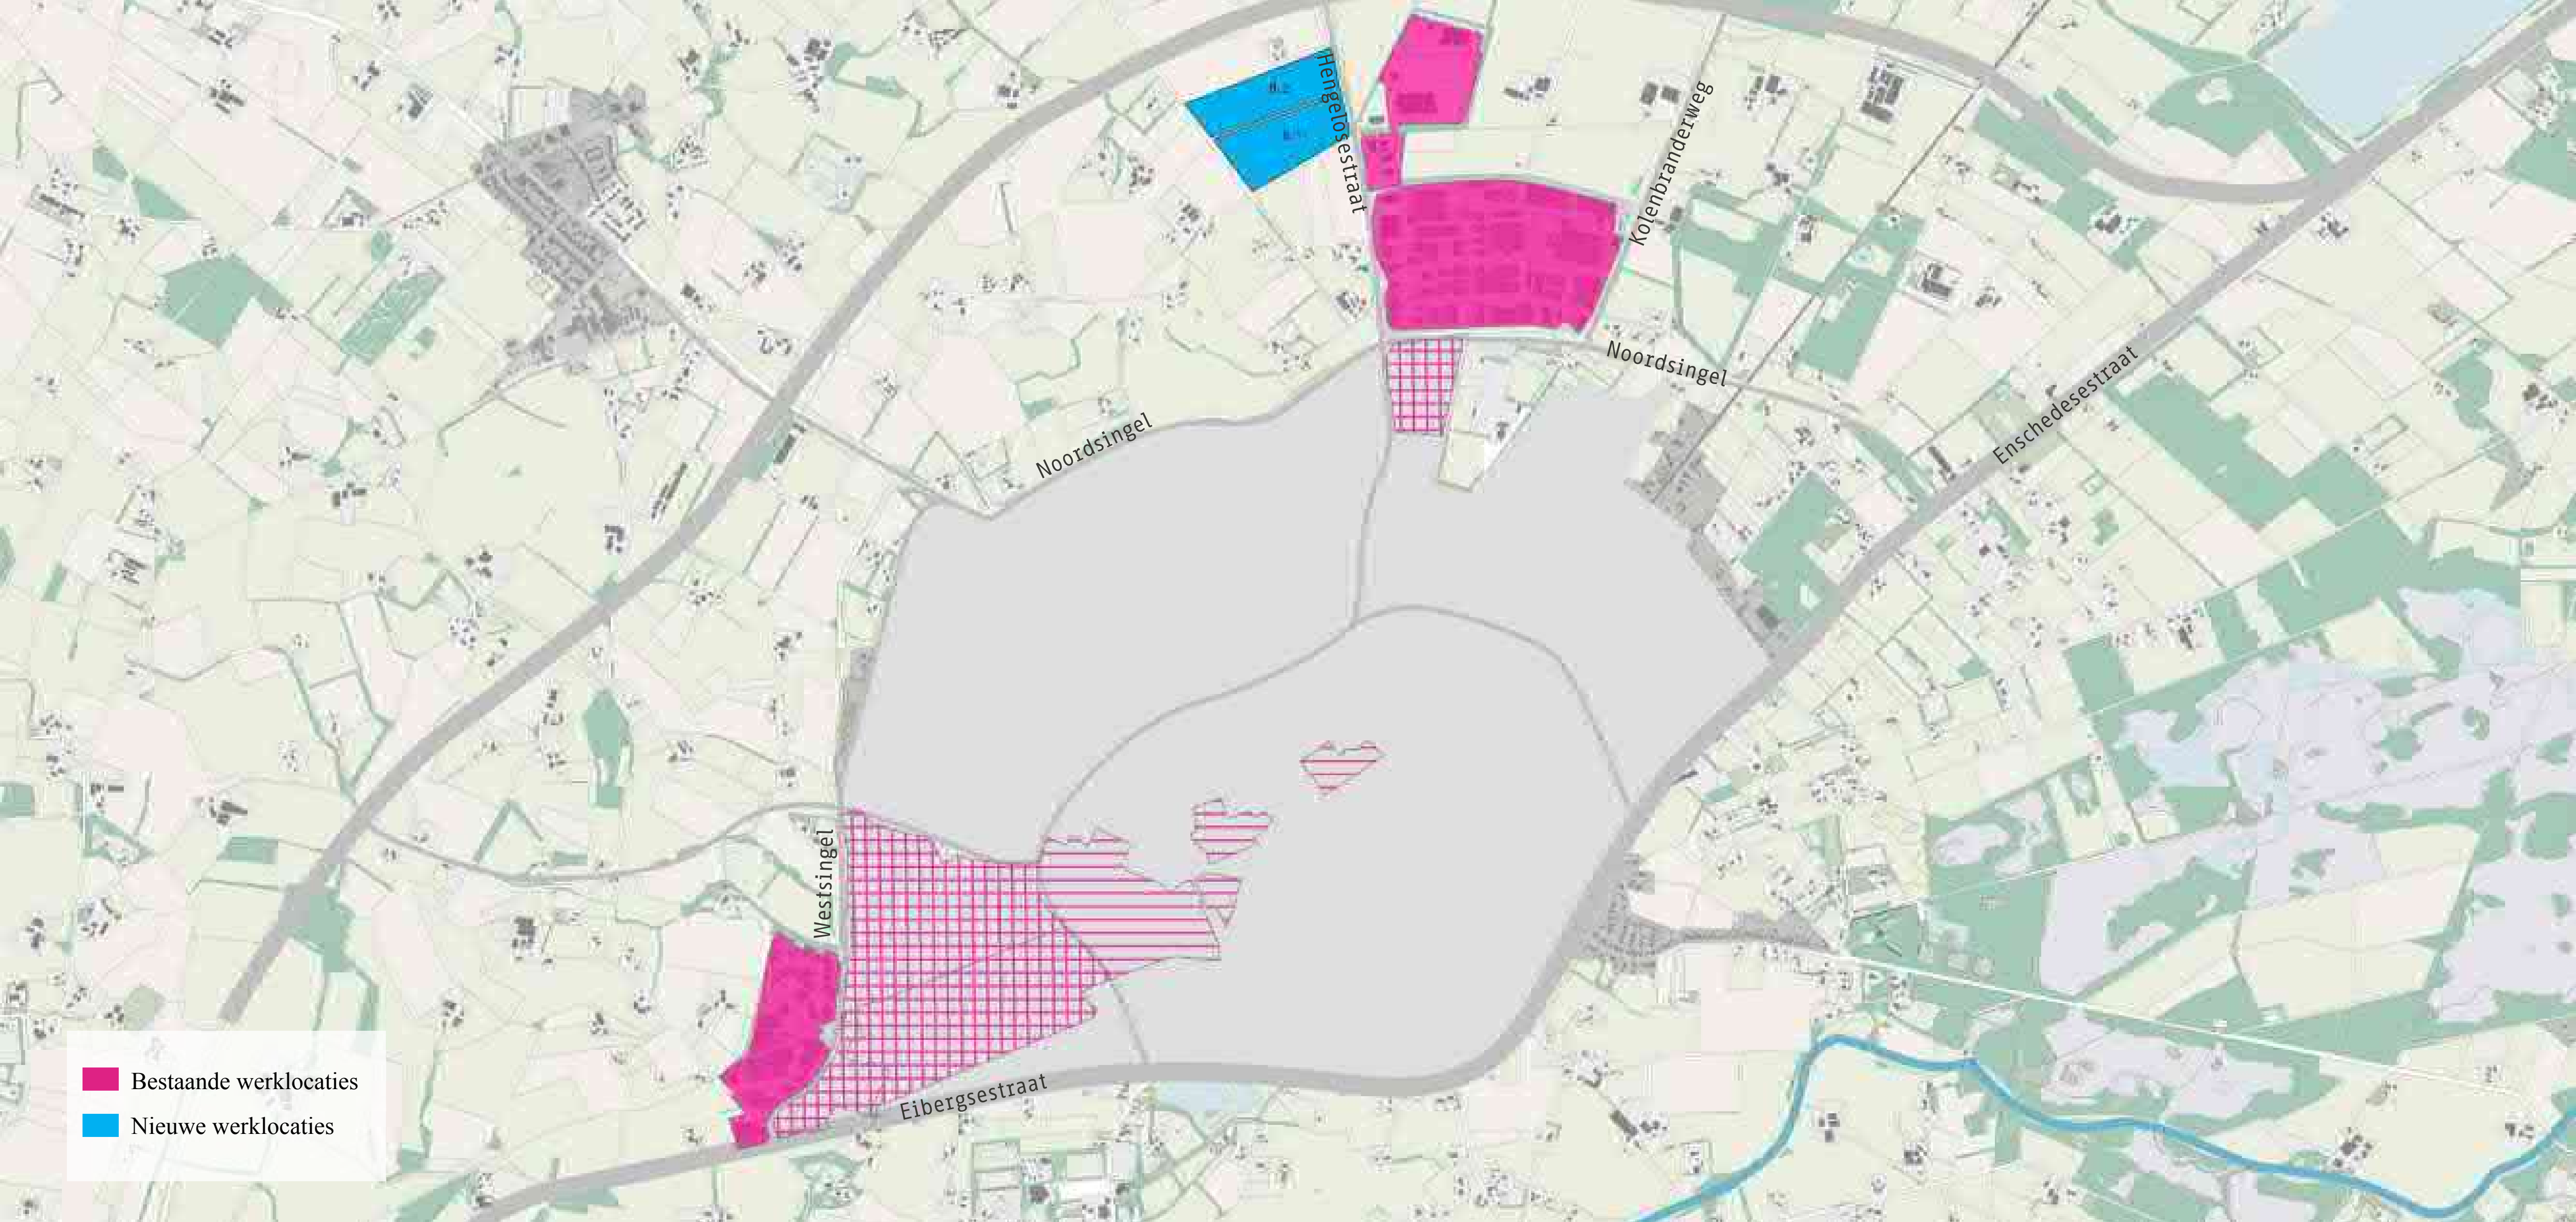 Hengelosestraat
Kolenbranderweg
Noordsingel
Enschedesestraat
Noordsingel
Westsingel
Eibergsestraat
Bestaande werklocaties
Nieuwe werklocaties